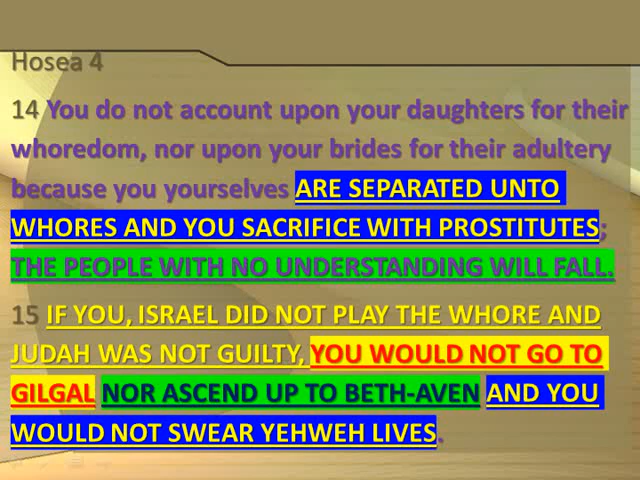 Hosea 4
14 You do not account upon your daughters for their
whoredom, nor upon your brides for their adultery
because you yourselves ARE SEPARATED UNTO
WHORES AND YOU SACRIFICE WITH PROSTITUTES;
THE PEOPLE WITH NO UNDERSTANDING WILL FALL.
15 IF YOU, ISRAEL DID NOT PLAY THE WHORE AND
JUDAH WAS NOT GUILTY, YOU WOULD NOT GO TO
GILGAL NOR ASCEND UP TO BETH-AVEN AND YOU
WOULD NOT SWEAR YEHWEH LIVES.